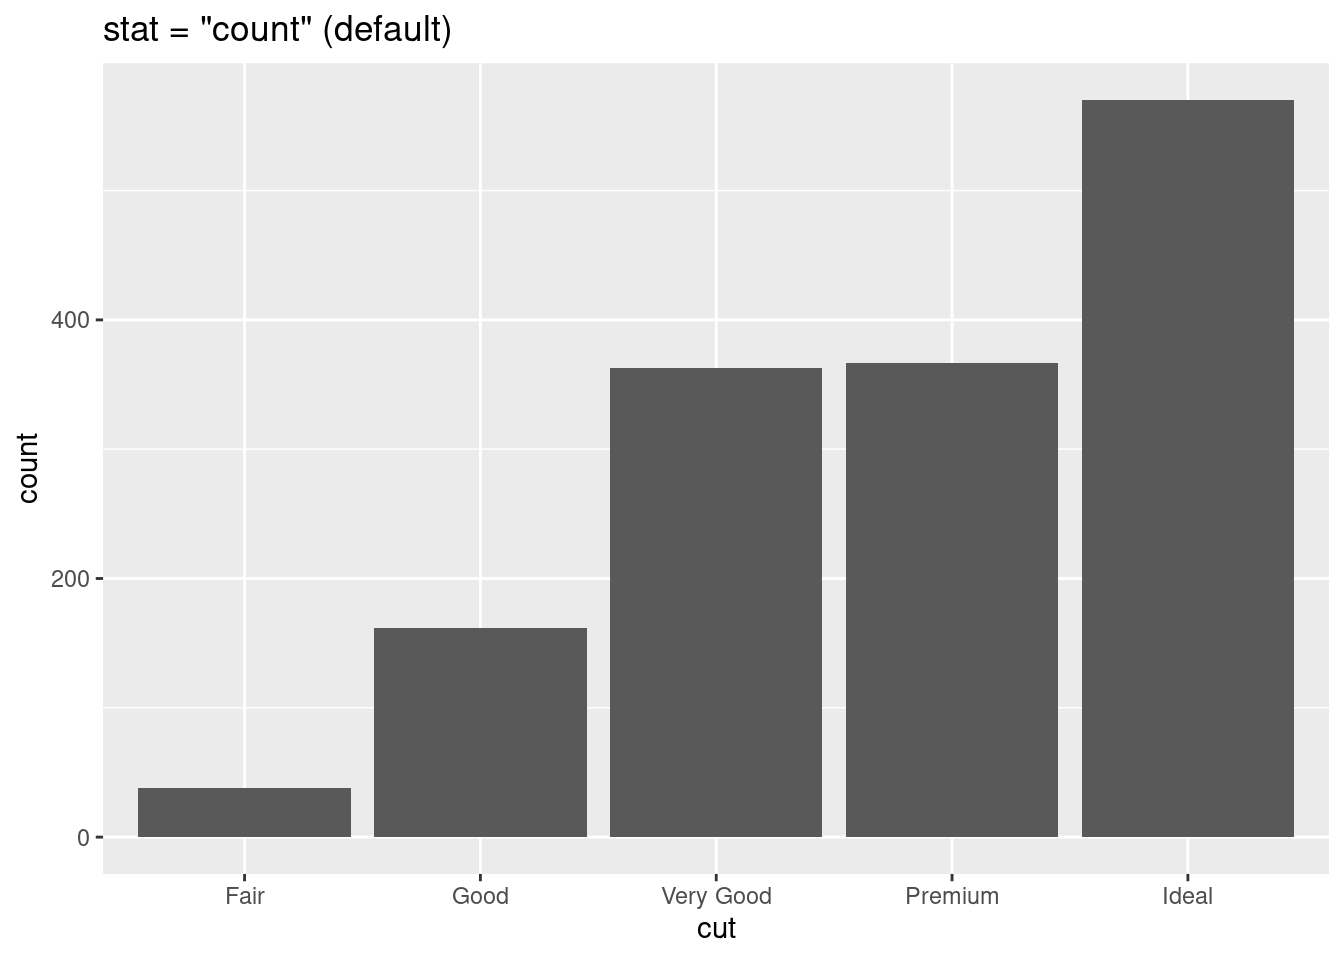 stat = "count" (default)
count
400
200
0
Fair Good Very Good Premium Ideal
cut